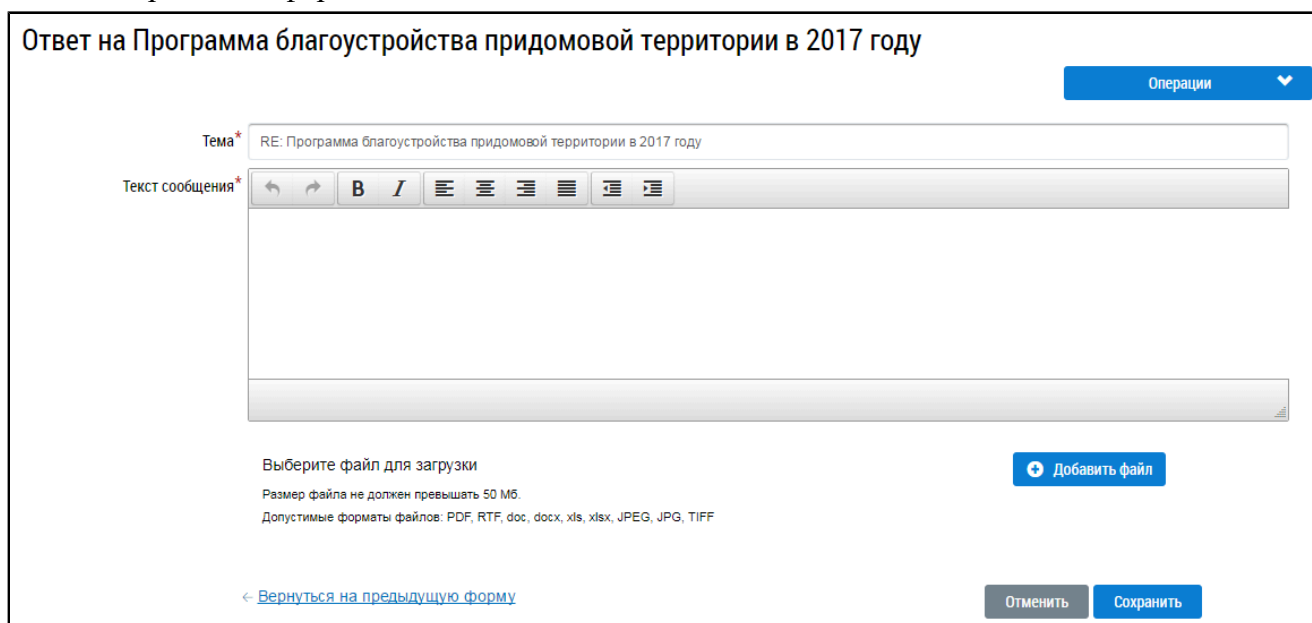 Ответ на Программа благоустройства придомовой территории в 2017 году
Операции
Тема*
RE: Программа благоустройства придомовой территории в 2017 году
Текст сообщения*
B I
Выберите файл для загрузки
Добавить файл
Размер файла не должен превышать 50 Мб.
Допустимые форматы файлов: PDF, RTF, doc, docx, xls, xlsx, JPEG, JPG, TIFF
← Вернуться на предыдущую форму
Отменить
Сохранить